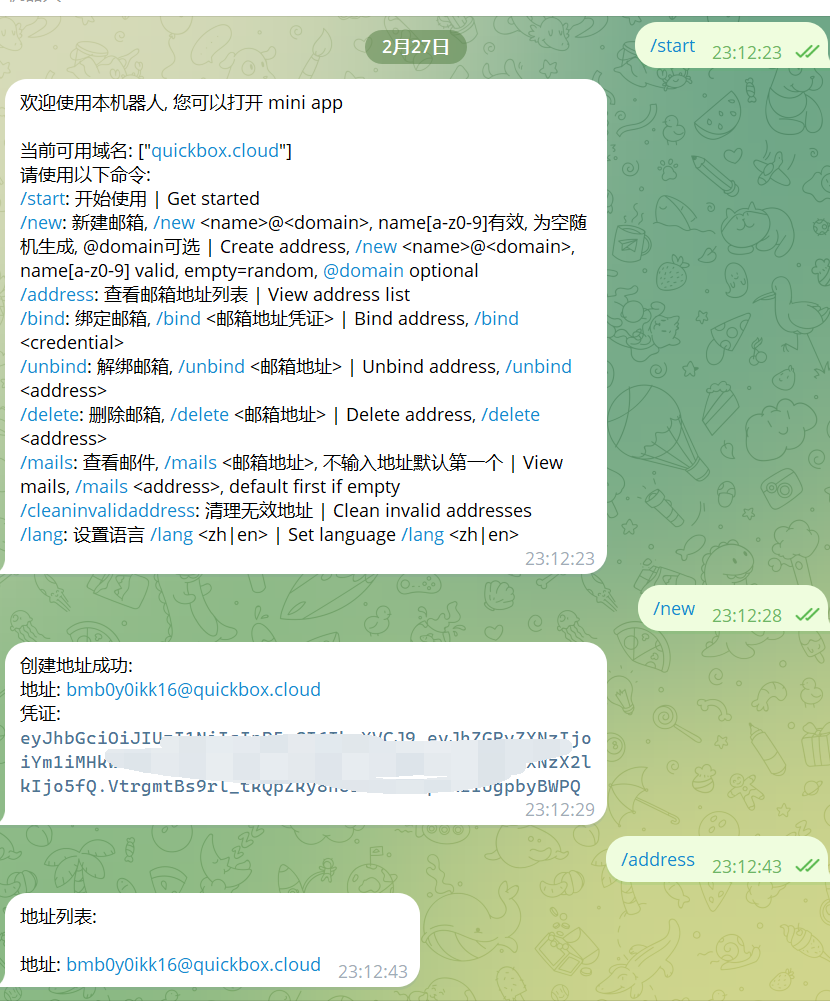 2月27日
/start 23:12:23
欢迎使用本机器人, 您可以打开 mini app
当前可用域名: ["quickbox.cloud"]
请使用以下命令:
/start: 开始使用 | Get started
/new: 新建邮箱, /new <name>@<domain>, name[a-z0-9]有效, 为空随
机生成, @domain可选 | Create address, /new <name>@<domain>,
name[a-z0-9] valid, empty=random, @domain optional
/address: 查看邮箱地址列表 | View address list
/bind: 绑定邮箱, /bind <邮箱地址凭证> | Bind address, /bind
<credential>
/unbind: 解绑邮箱, /unbind <邮箱地址> | Unbind address, /unbind
<address>
/delete: 删除邮箱, /delete <邮箱地址> | Delete address, /delete
<address>
/mails: 查看邮件, /mails <邮箱地址>, 不输入地址默认第一个 | View
mails, /mails <address>, default first if empty
/cleaninvalidaddress: 清理无效地址 | Clean invalid addresses
/lang: 设置语言 /lang <zh|en> | Set language /lang <zh|en>
23:12:23
/new 23:12:28
创建地址成功:
地址: bmb0y0ikk16@quickbox.cloud
凭证:
23:12:29
/address 23:12:43
地址列表:
地址: bmb0y0ikk16@quickbox.cloud 23:12:43